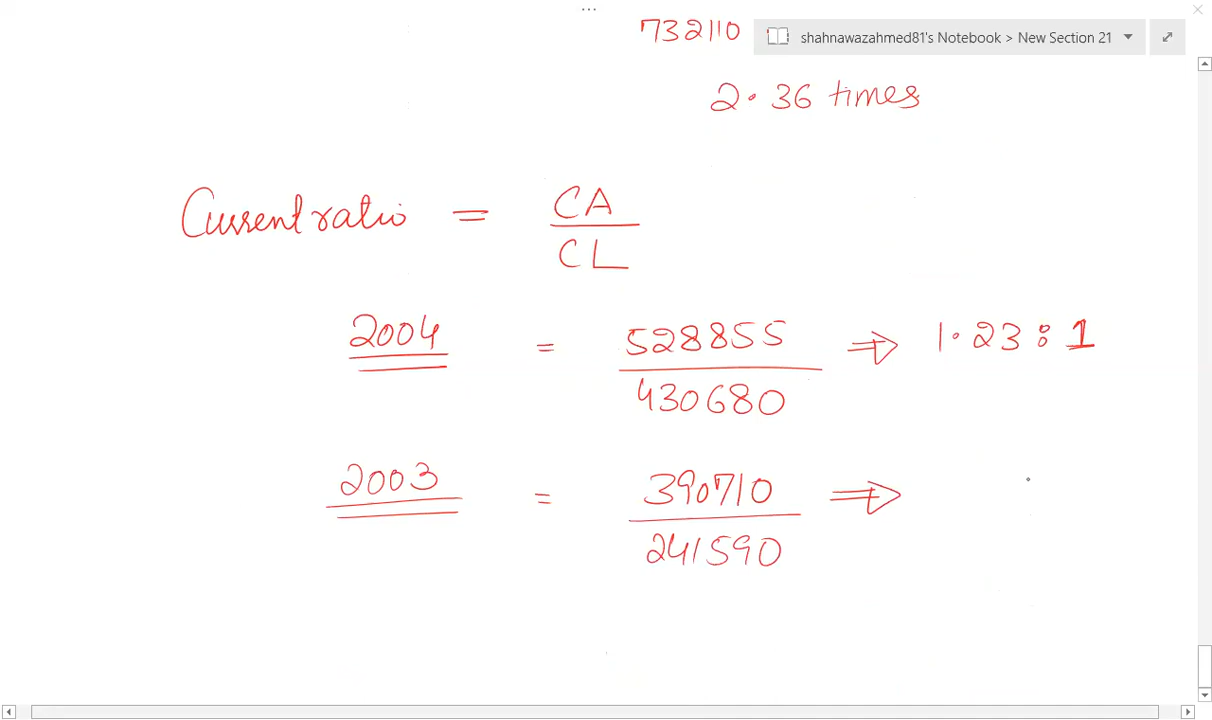 732110
shahnawazahmed81's Notebook > New Section 21
2.36 times
Current ratio = CA
CL
2004 = 528855 ⇒ 1.23 : 1
430680
2003 = 390710 ⇒
241590